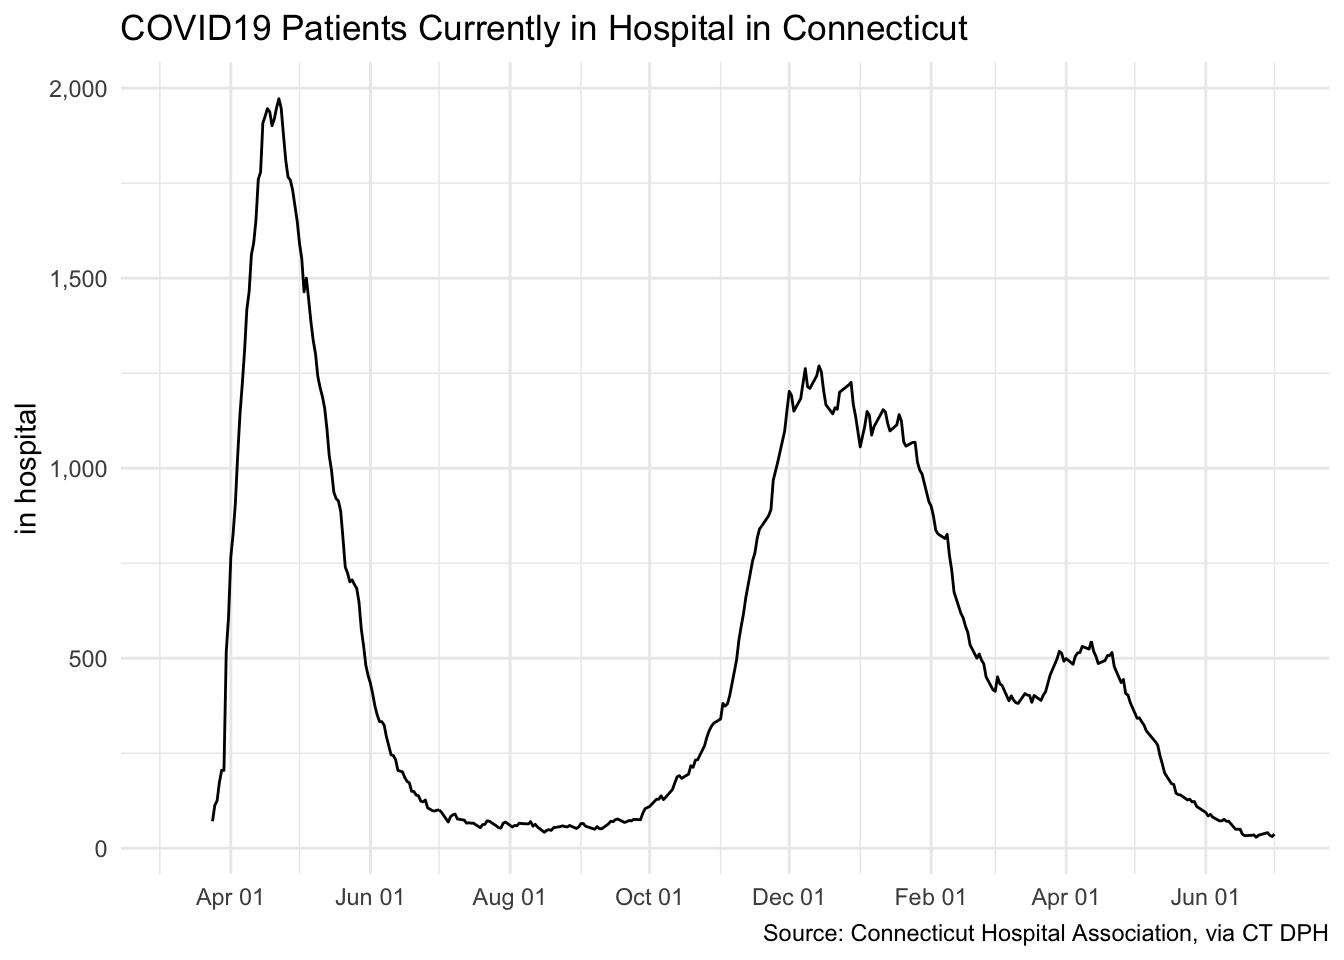 COVID19 Patients Currently in Hospital in Connecticut
in hospital
2,000
1,500
1,000
500
0
Apr 01 Jun 01 Aug 01 Oct 01 Dec 01 Feb 01 Apr 01 Jun 01
Source: Connecticut Hospital Association, via CT DPH